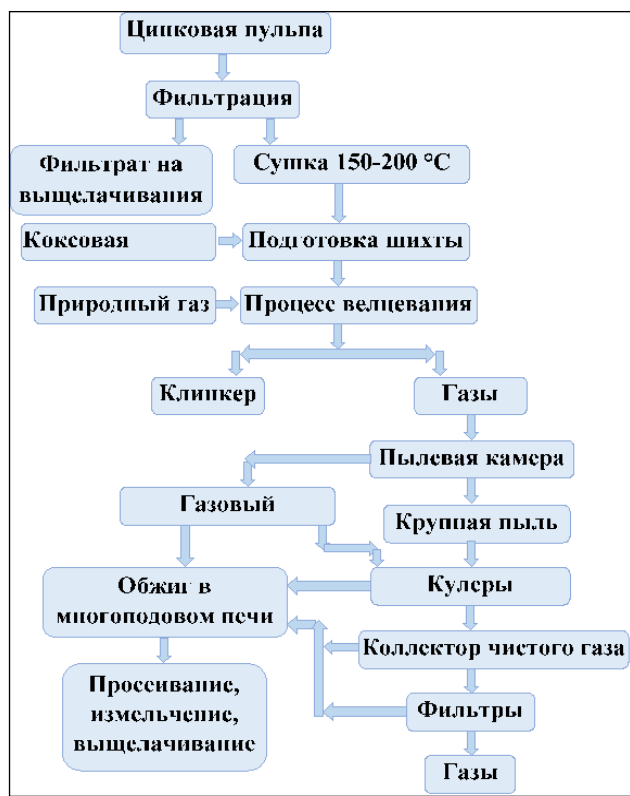 Цинковая пульпа
Фильтрация
Фильтрат на
выщелачивания
Сушка 150-200 °C
Коксовая
Подготовка шихты
Природный газ
Процесс велцевания
Клинкер
Газы
Пылевая камера
Газовый
Крупная пыль
Обжиг в
многоподовом печи
Кулеры
Коллектор чистого газа
Просеивание,
измельчение,
выщелачивание
Фильтры
Газы